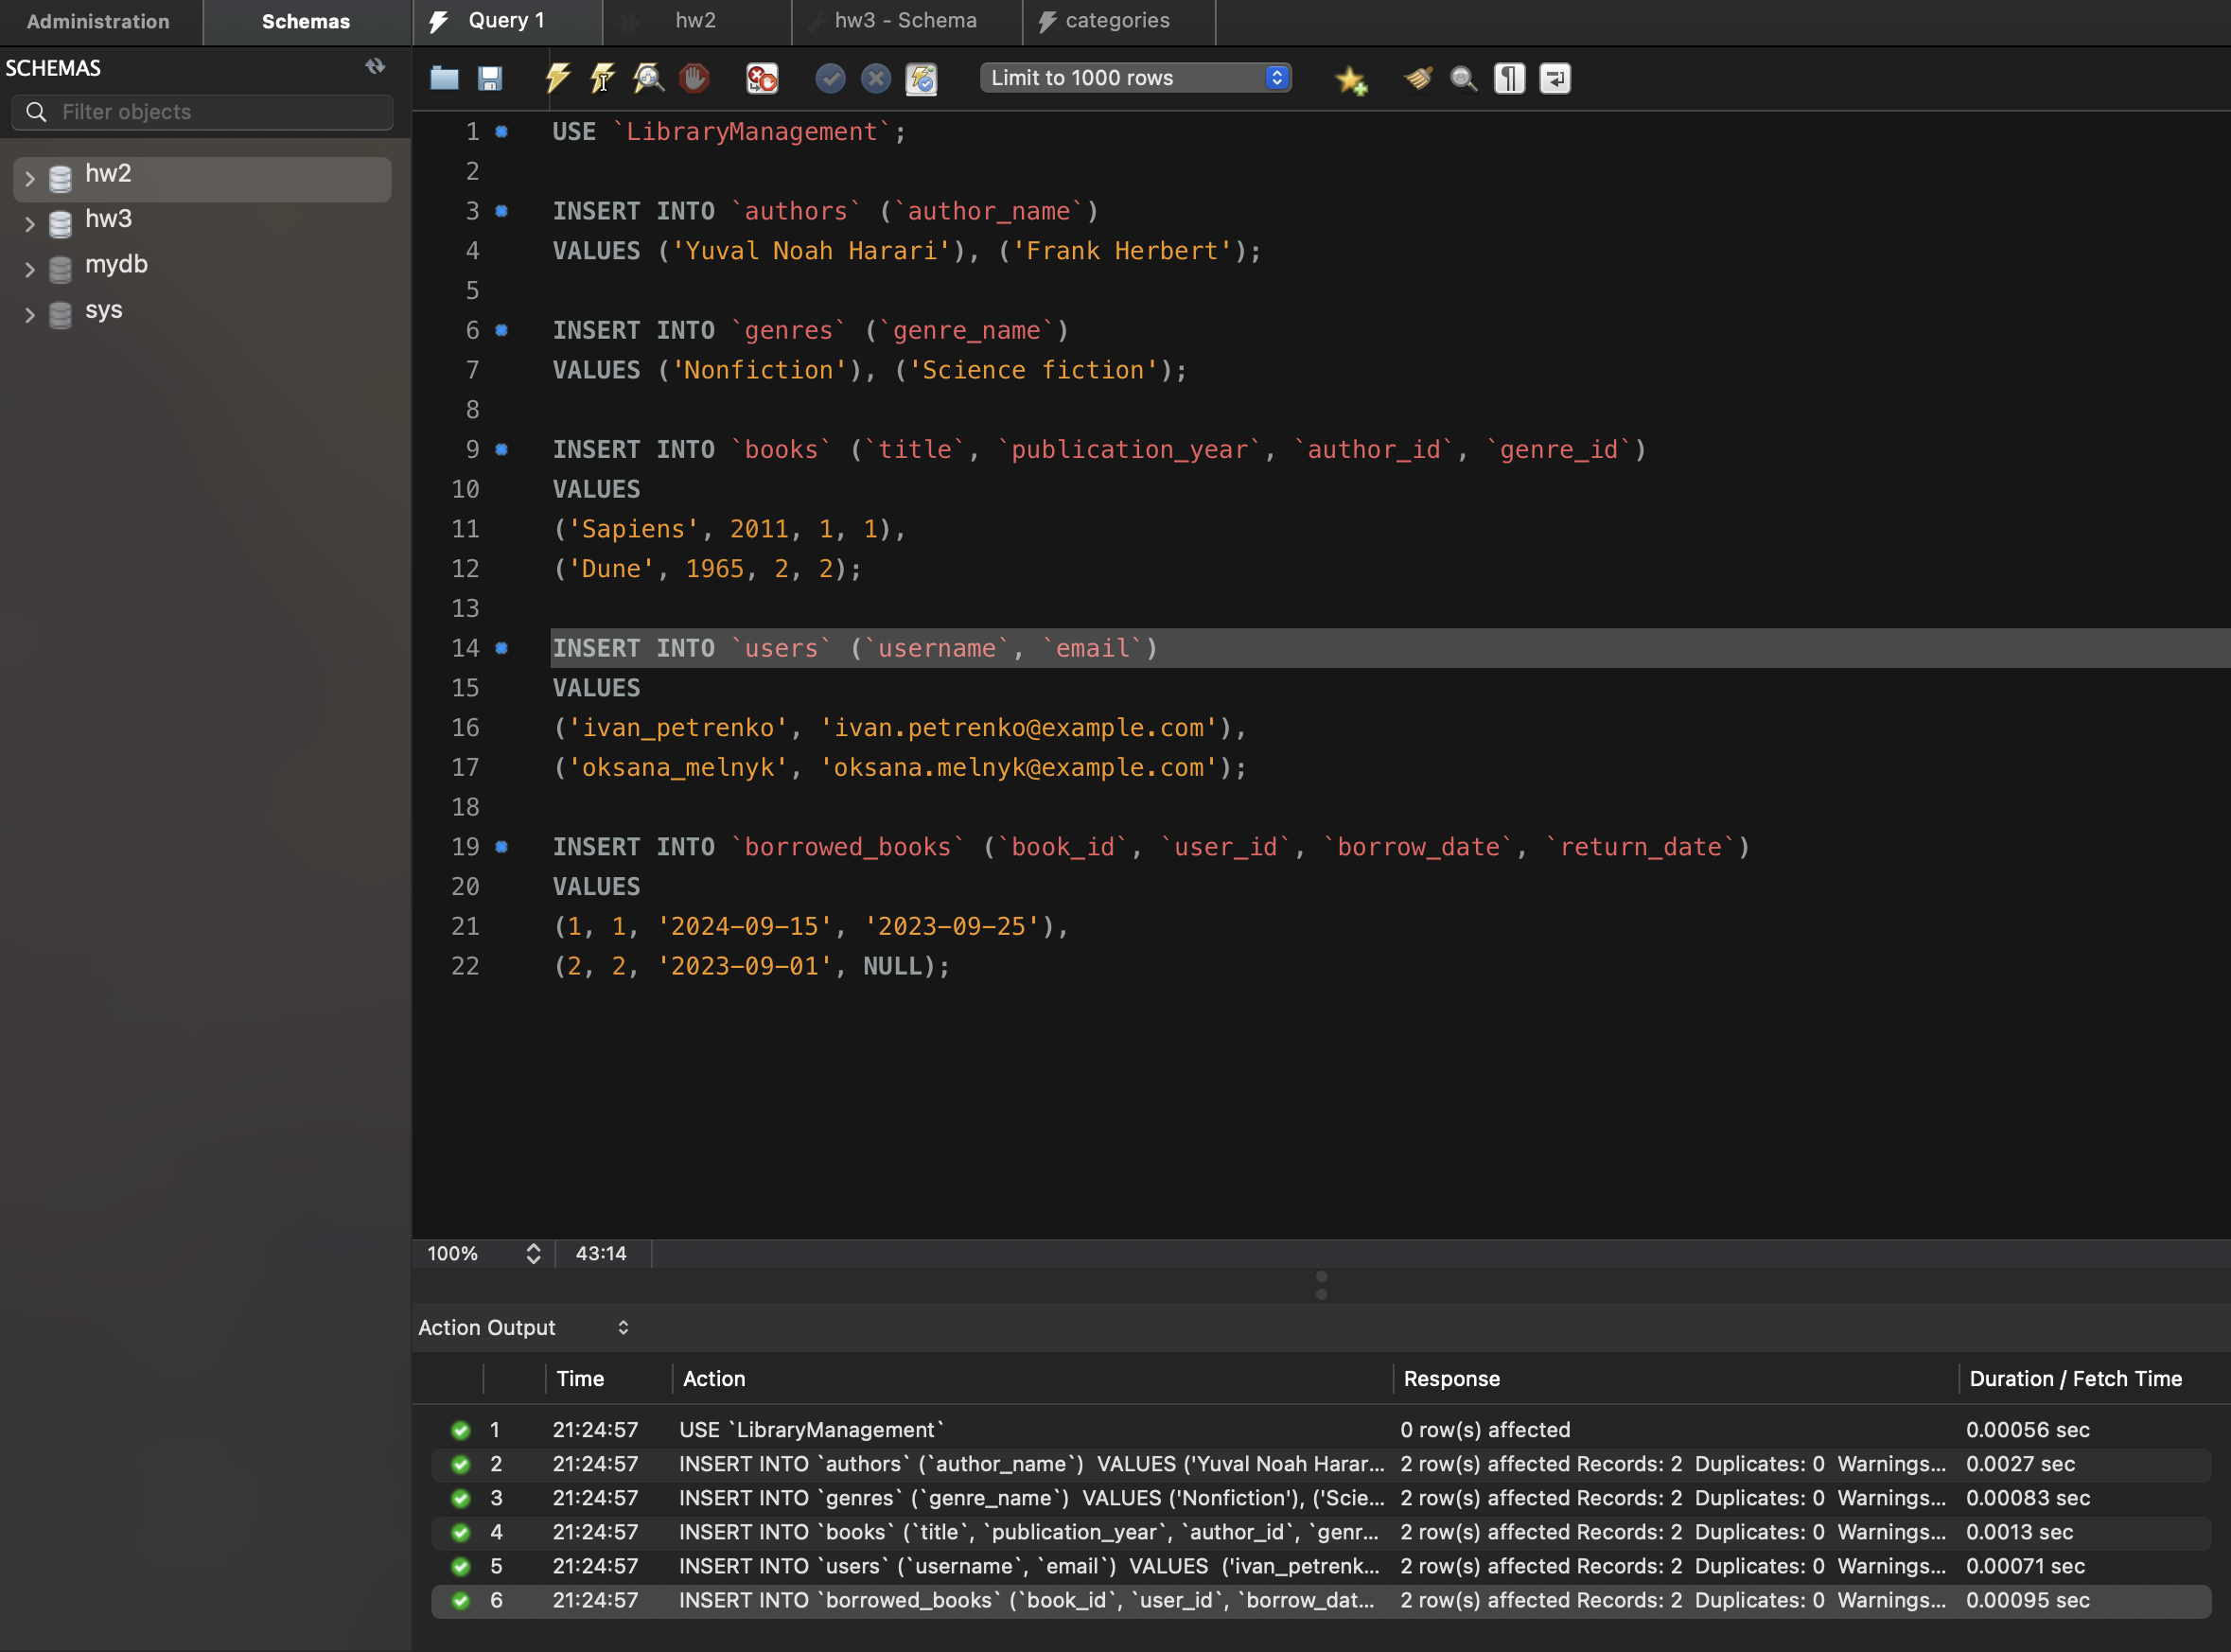 Administration Schemas
Query 1 hw2 hw3 - Schema categories
SCHEMAS
Filter objects
Limit to 1000 rows
hw2
hw3
mydb
sys
1 USE `LibraryManagement`;
2
3 INSERT INTO `authors` (`author_name`)
4 VALUES ('Yuval Noah Harari'), ('Frank Herbert');
5
6 INSERT INTO `genres` (`genre_name`)
7 VALUES ('Nonfiction'), ('Science fiction');
8
9 INSERT INTO `books` (`title`, `publication_year`, `author_id`, `genre_id`)
10 VALUES
11 ('Sapiens', 2011, 1, 1),
12 ('Dune', 1965, 2, 2);
13
14 INSERT INTO `users` (`username`, `email`)
15 VALUES
16 ('ivan_petrenko', 'ivan.petrenko@example.com'),
17 ('oksana_melnyk', 'oksana.melnyk@example.com');
18
19 INSERT INTO `borrowed_books` (`book_id`, `user_id`, `borrow_date`, `return_date`)
20 VALUES
21 (1, 1, '2024-09-15', '2023-09-25'),
22 (2, 2, '2023-09-01', NULL);
100% 43:14
Action Output
Time Action Response Duration / Fetch Time
1 21:24:57 USE `LibraryManagement` 0 row(s) affected 0.00056 sec
2 21:24:57 INSERT INTO `authors` (`author_name`) VALUES ('Yuval Noah Harar... 2 row(s) affected Records: 2 Duplicates: 0 Warnings... 0.0027 sec
3 21:24:57 INSERT INTO `genres` (`genre_name`) VALUES ('Nonfiction'), ('Scie... 2 row(s) affected Records: 2 Duplicates: 0 Warnings... 0.00083 sec
4 21:24:57 INSERT INTO `books` (`title`, `publication_year`, `author_id`, `genr... 2 row(s) affected Records: 2 Duplicates: 0 Warnings... 0.0013 sec
5 21:24:57 INSERT INTO `users` (`username`, `email`) VALUES ('ivan_petrenk... 2 row(s) affected Records: 2 Duplicates: 0 Warnings... 0.00071 sec
6 21:24:57 INSERT INTO `borrowed_books` (`book_id`, `user_id`, `borrow_dat... 2 row(s) affected Records: 2 Duplicates: 0 Warnings... 0.00095 sec